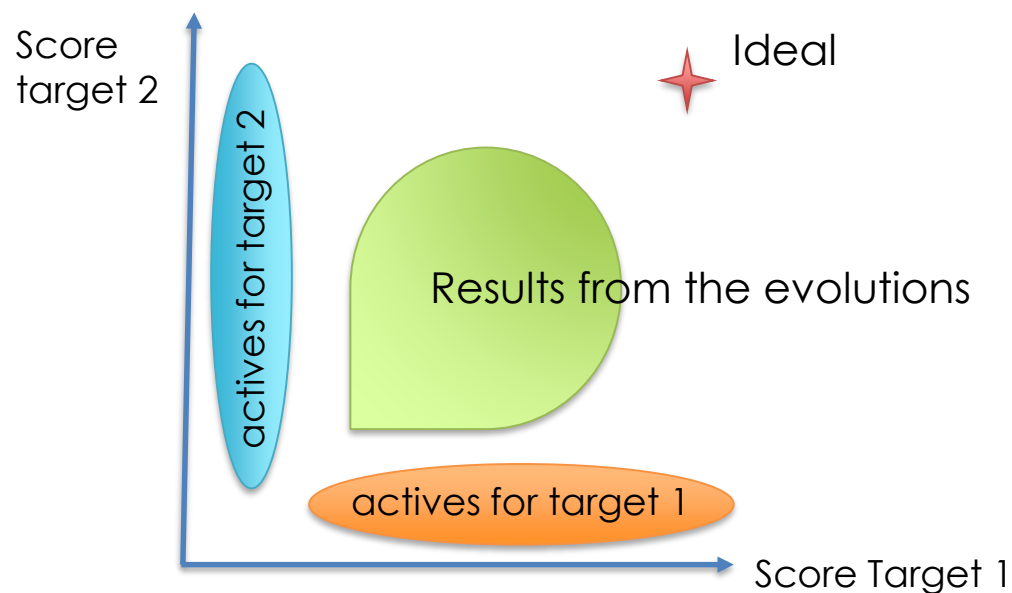 Score
target 2
Ideal
actives for target 2
Results from the evolutions
actives for target 1
Score Target 1